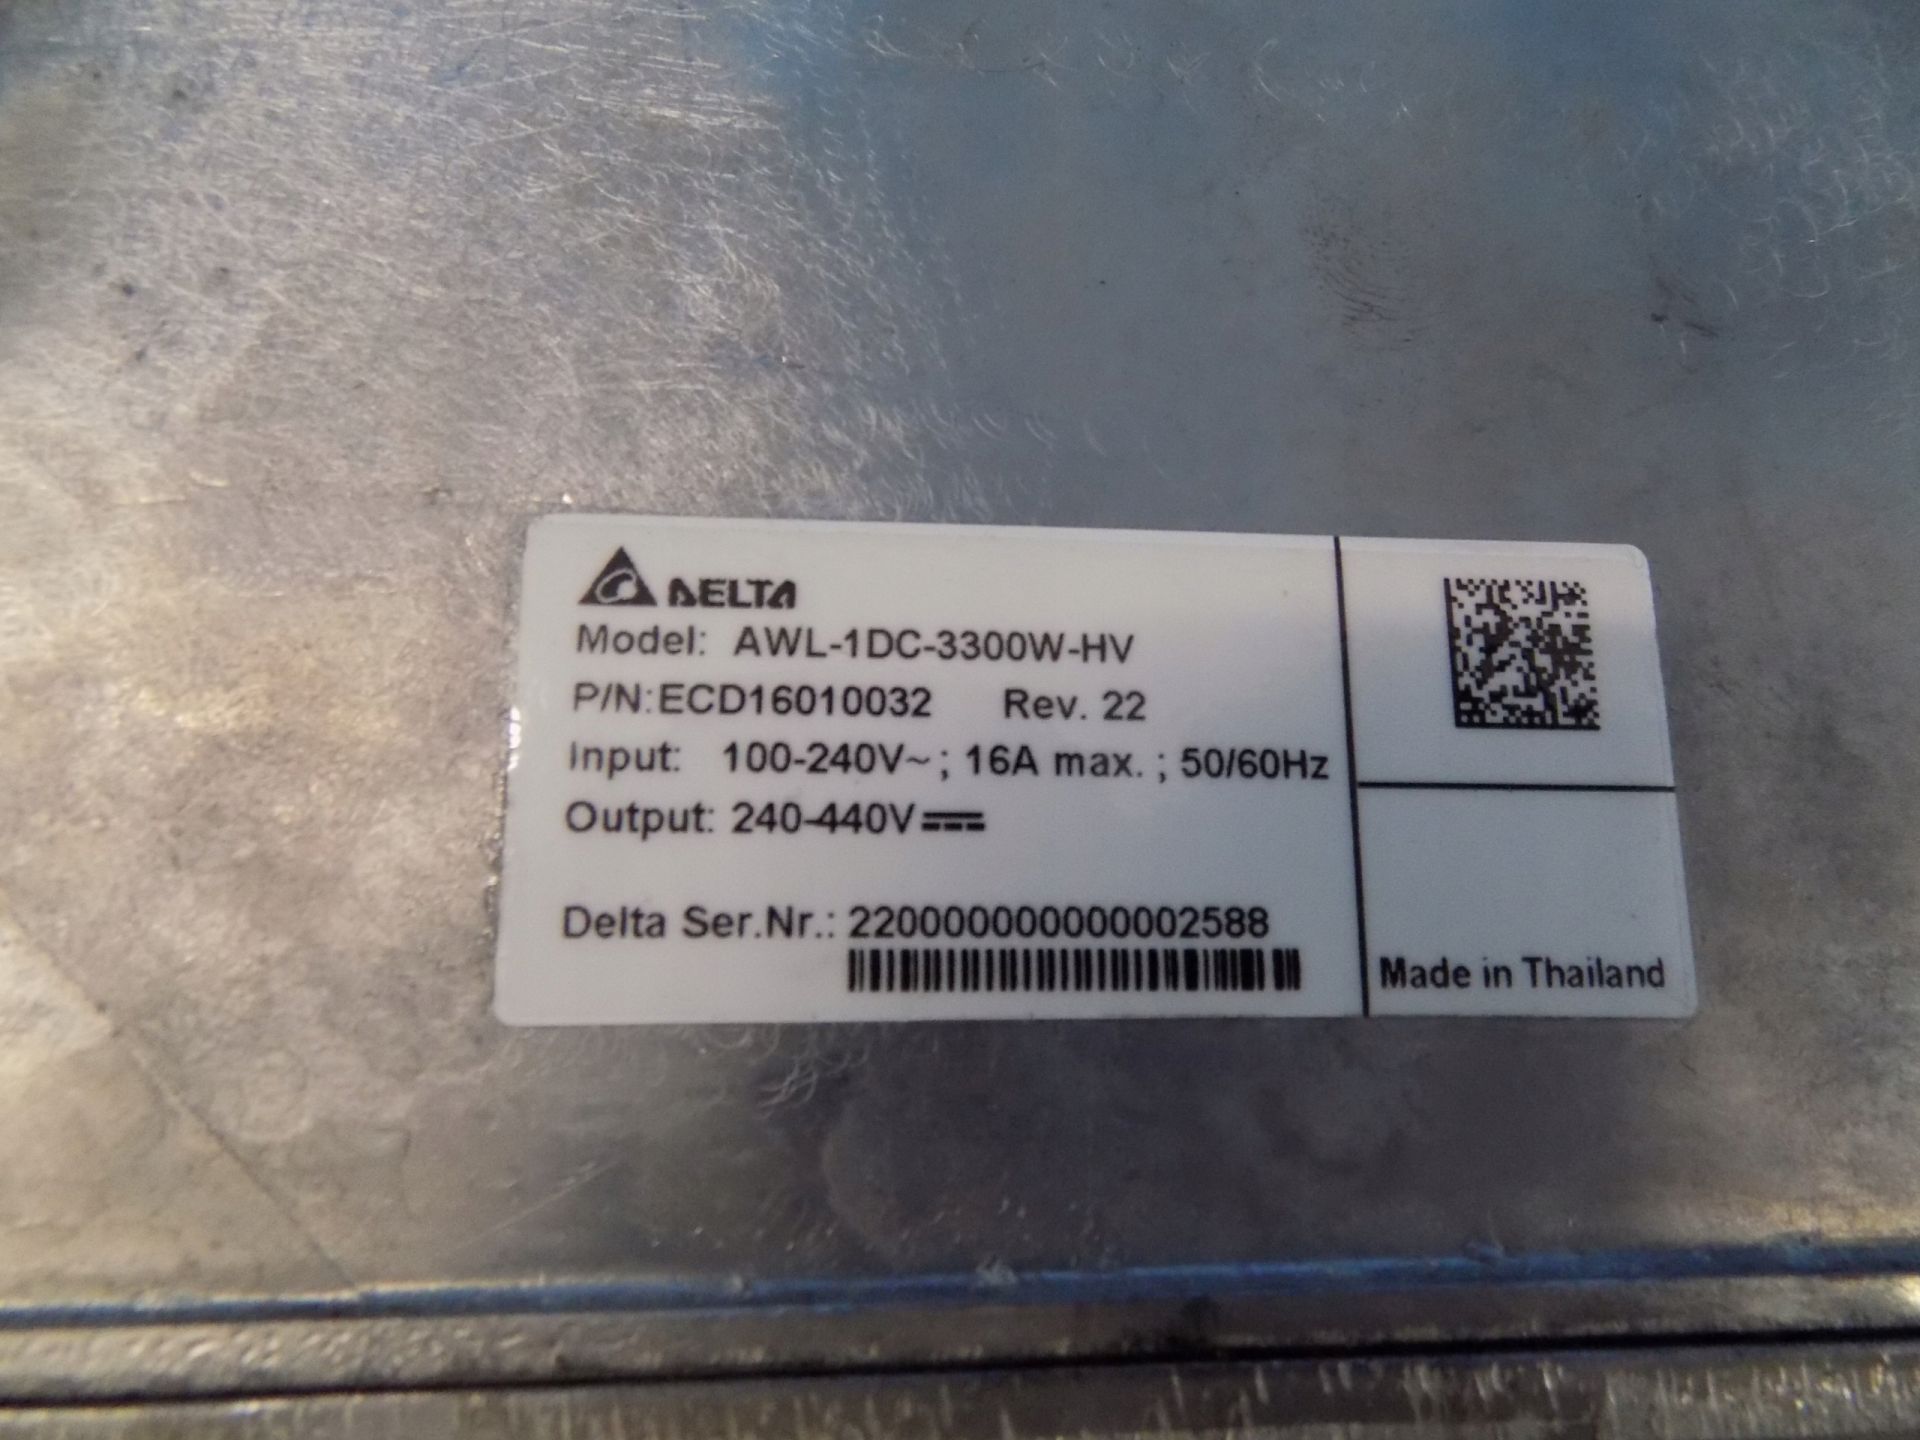 DELTA
Model: AWL-1DC-3300W-HV
P/N:ECD16010032 Rev. 22
Input: 100-240V~; 16A max. ; 50/60Hz
Output: 240-440V⎓
Delta Ser.Nr.: 220000000000002588
Made in Thailand